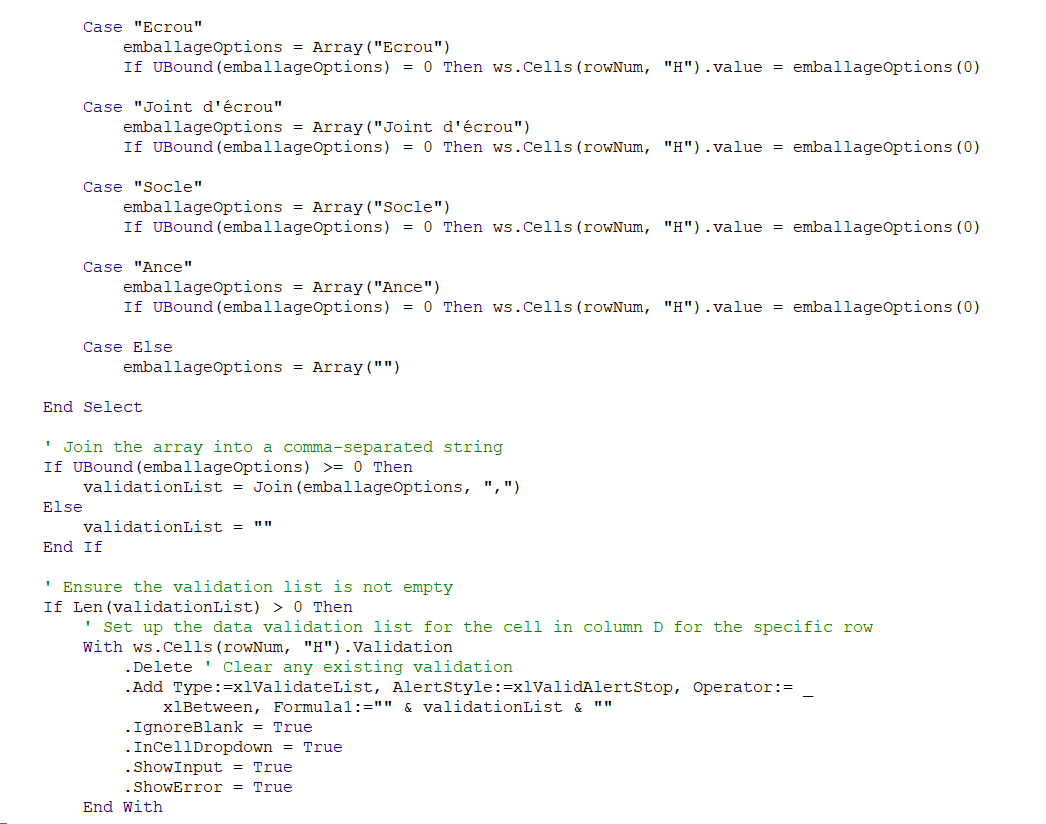 Case "Ecrou"
emballageOptions = Array("Ecrou")
If UBound(emballageOptions) = 0 Then ws.Cells(rowNum, "H").value = emballageOptions(0)
Case "Joint d'écrou"
emballageOptions = Array("Joint d'écrou")
If UBound(emballageOptions) = 0 Then ws.Cells(rowNum, "H").value = emballageOptions(0)
Case "Socle"
emballageOptions = Array("Socle")
If UBound(emballageOptions) = 0 Then ws.Cells(rowNum, "H").value = emballageOptions(0)
Case "Ance"
emballageOptions = Array("Ance")
If UBound(emballageOptions) = 0 Then ws.Cells(rowNum, "H").value = emballageOptions(0)
Case Else
emballageOptions = Array("")
End Select
' Join the array into a comma-separated string
If UBound(emballageOptions) >= 0 Then
validationList = Join(emballageOptions, ",")
Else
validationList = ""
End If
' Ensure the validation list is not empty
If Len(validationList) > 0 Then
' Set up the data validation list for the cell in column D for the specific row
With ws.Cells(rowNum, "H").Validation
.Delete ' Clear any existing validation
.Add Type:=xlValidateList, AlertStyle:=xlValidAlertStop, Operator:= _
xlBetween, Formula1:="" & validationList & ""
.IgnoreBlank = True
.InCellDropdown = True
.ShowInput = True
.ShowError = True
End With